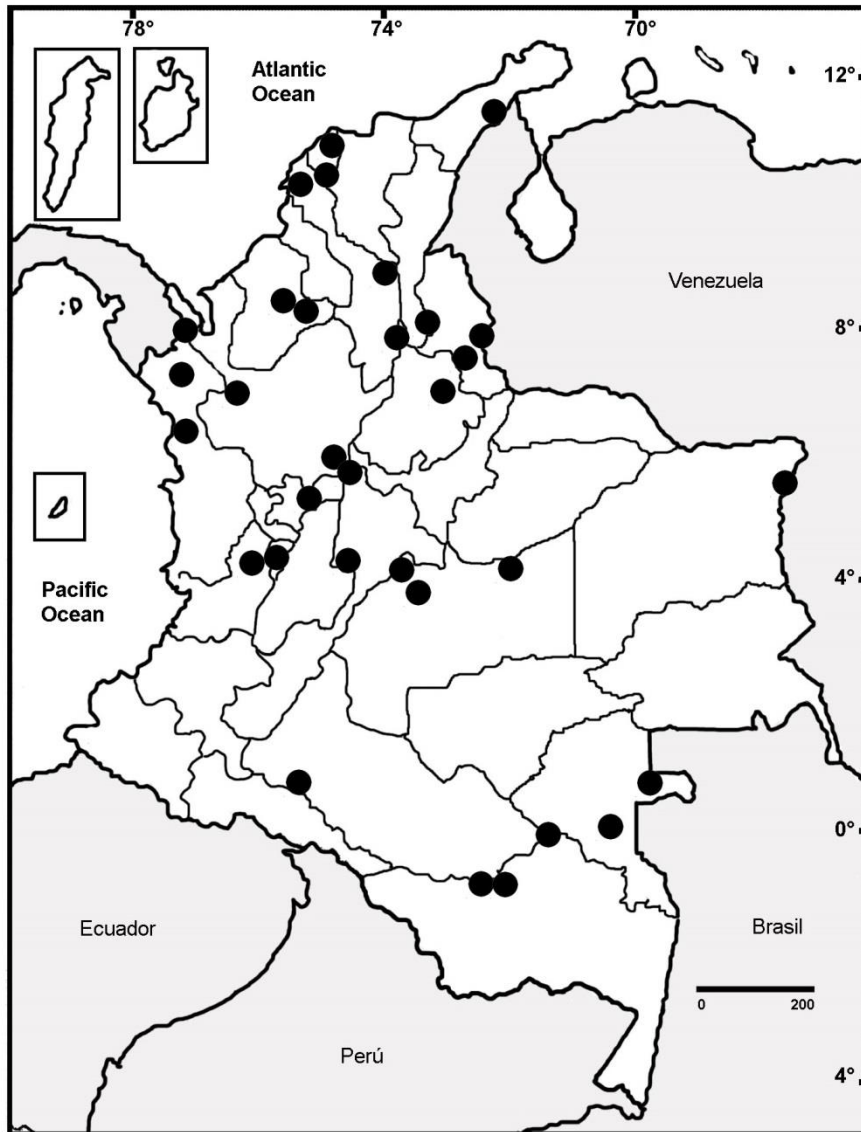 78°
74°
70°
Atlantic
Ocean
12°
Venezuela
8°
Pacific
Ocean
4°
0°
Ecuador
Brasil
0
200
Perú
4°